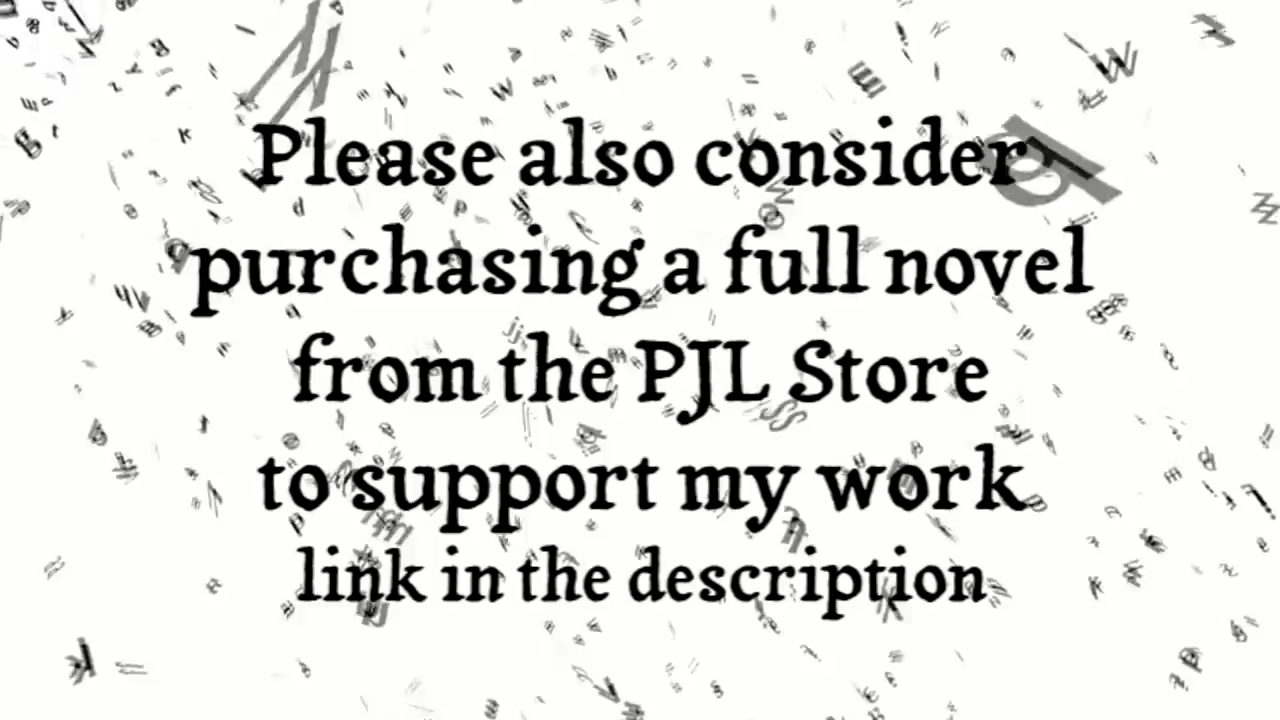 Please also consider
purchasing a full novel
from the PJL Store
to support my work
link in the description